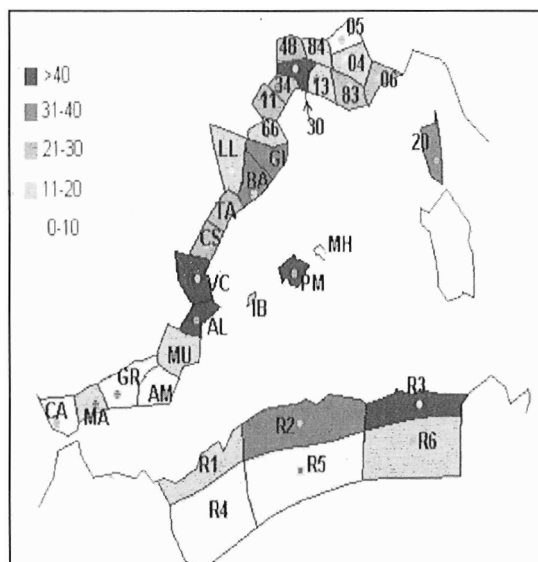 05
48 84
04
>40
34 13 83 06
31-40
11
30
21-30
66
20
LL GI
11-20
BA
0-10
TA
CS
MH
VC
PM
IB
AL
MU
GR
AM
CA
MA
R3
R2
R1
R6
R5
R4